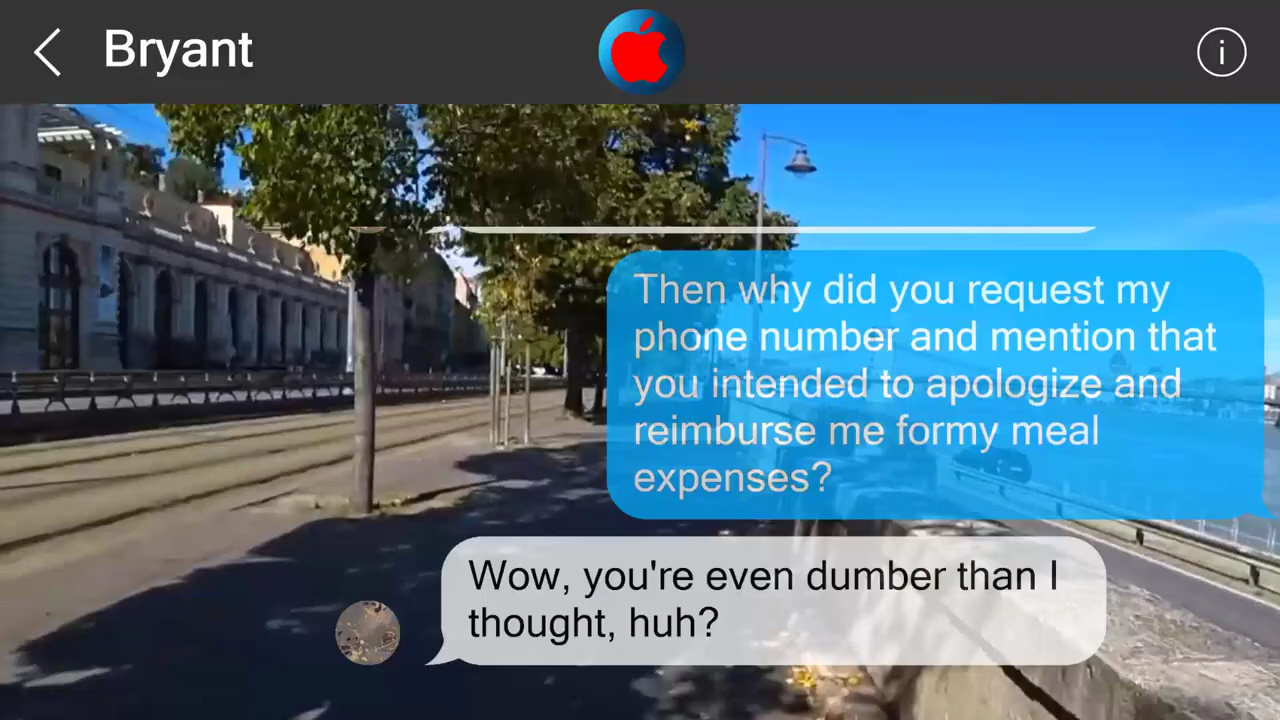 Bryant
i
Then why did you request my
phone number and mention that
you intended to apologize and
reimburse me formy meal
expenses?
Wow, you're even dumber than I
thought, huh?